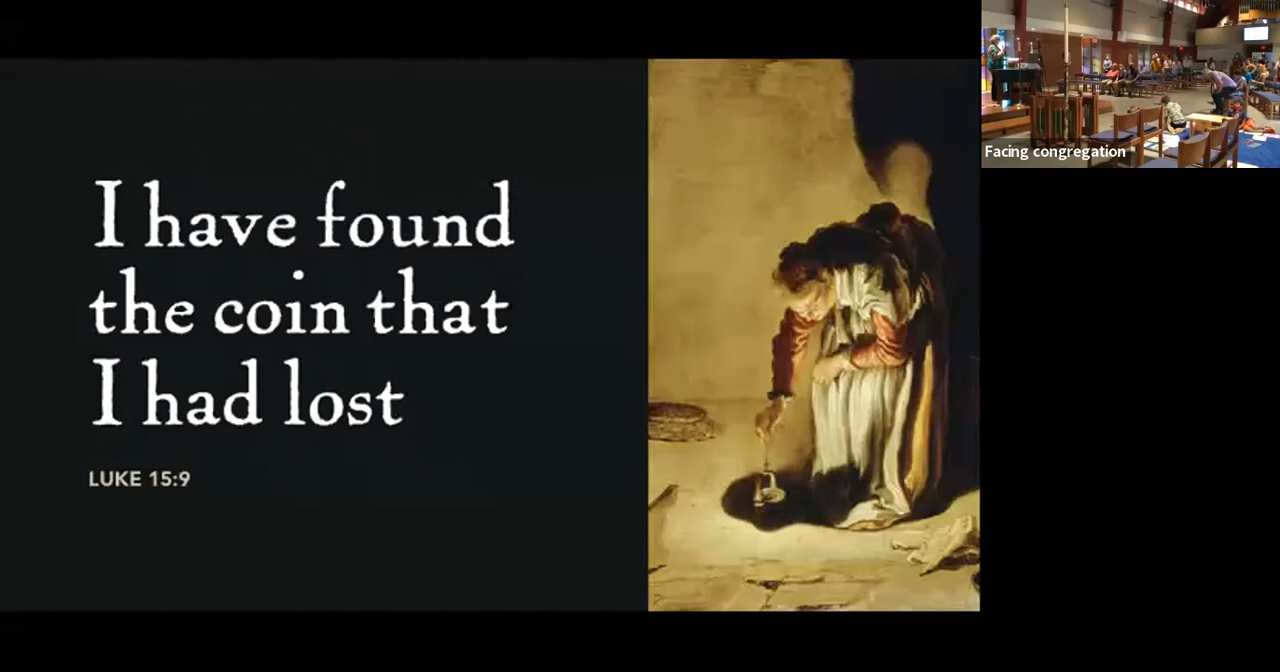 I have found
the coin that
I had lost
LUKE 15:9
Facing congregation